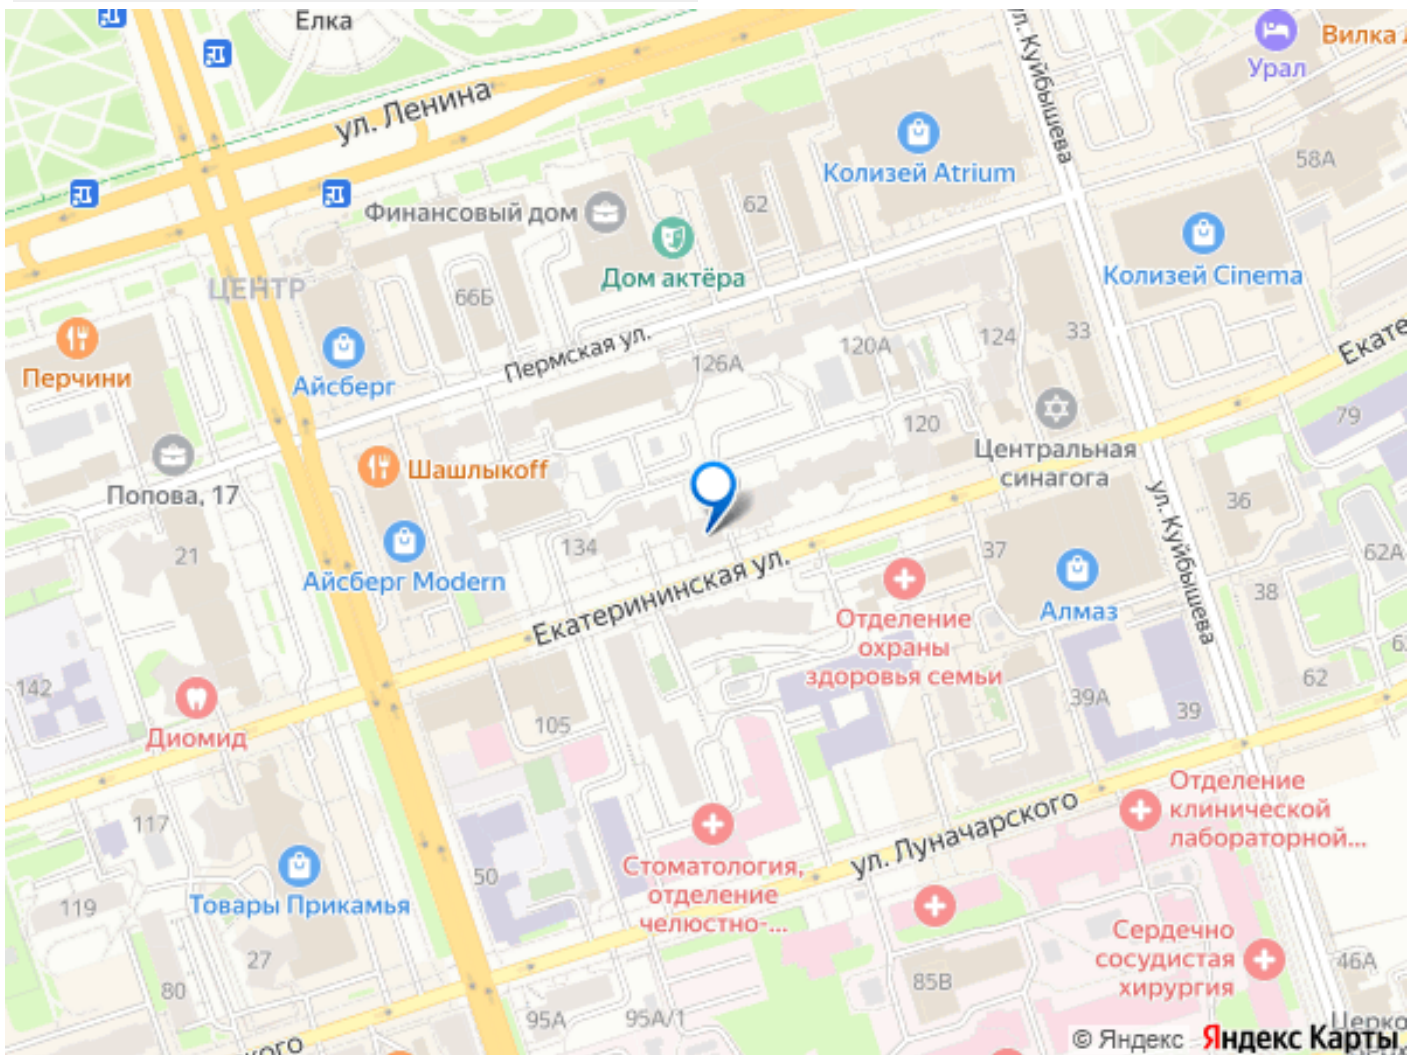 Елка
Вилка
Урал
ул. Куйбышева
ул. Ленина
58А
Колизей Atrium
Финансовый дом
62
Дом актёра
Колизей Cinema
ЦЕНТР
66Б
Пермская ул.
124
33
120А
126А
Перчини
Айсберг
79
120
Центральная
синагога
Шашлыкоff
Попова, 17
36
ул. Куйбышева
21
134
37
62А
Айсберг Modern
Екатерининская ул.
38
Алмаз
Отделение
охраны
здоровья семьи
142
62
39А
39
105
Диомид
Отделение
клинической
лабораторной...
117
ул. Луначарского
Стоматология,
отделение
челюстно-...
50
Товары Прикамья
119
Сердечно
сосудистая
хирургия
27
46А
80
85В
95А
95А/1
© Яндекс Яндекс Карты